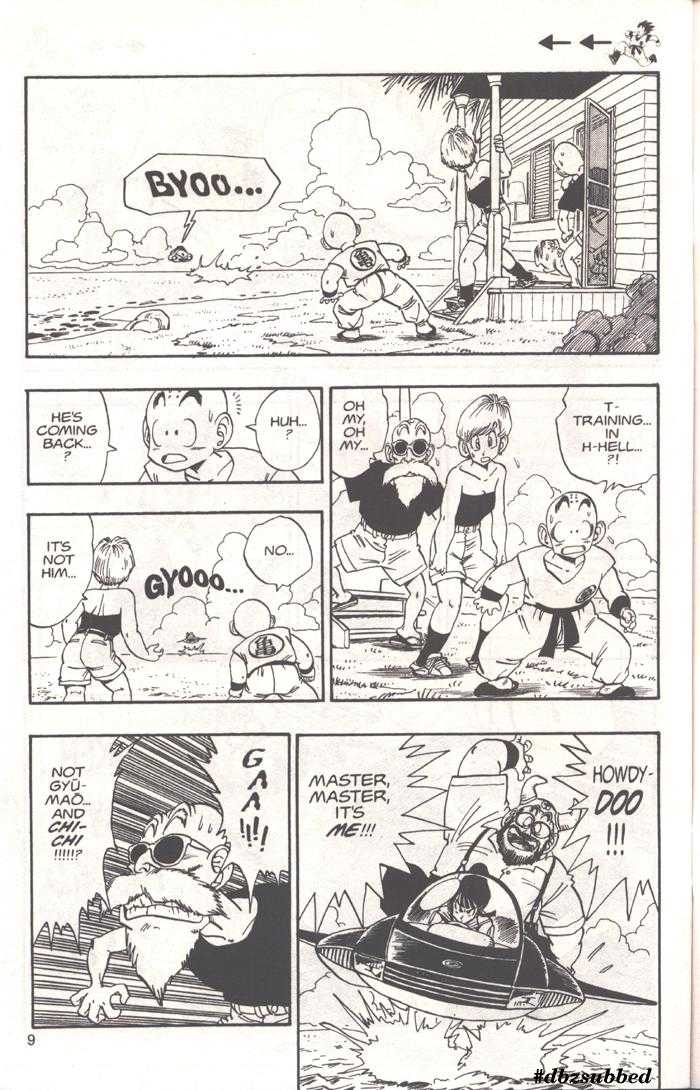 BYOO...
T-
TRAINING...
IN
H-HELL...
?!
OH
MY,
OH
MY...
HUH...
?
HE'S
COMING
BACK...
?
NO...
GYOOO...
IT'S
NOT
HIM...
HOWDY-
DOO
!!!
MASTER,
MASTER,
IT'S
ME!!!
GAA!!!
NOT
GYŪ-
MAŌ...
AND
CHI-
CHI
!!!!!?
9
#dbzsubbed